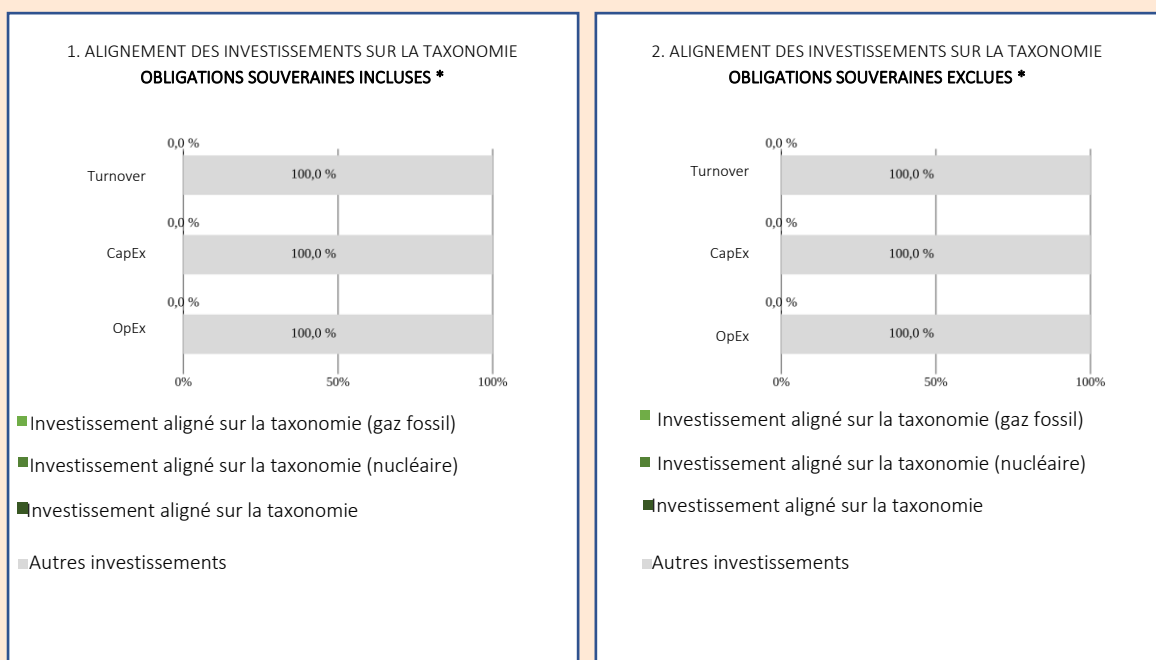 1. ALIGNEMENT DES INVESTISSEMENTS SUR LA TAXONOMIE
OBLIGATIONS SOUVERAINES INCLUSES *
0,0 %
Turnover
100,0 %
0,0 %
CapEx
100,0 %
0,0 %
OpEx
100,0 %
0%
50%
100%
Investissement aligné sur la taxonomie (gaz fossil)
Investissement aligné sur la taxonomie (nucléaire)
Investissement aligné sur la taxonomie
Autres investissements
2. ALIGNEMENT DES INVESTISSEMENTS SUR LA TAXONOMIE
OBLIGATIONS SOUVERAINES EXCLUES *
0,0 %
Turnover
100,0 %
0,0 %
CapEx
100,0 %
0,0 %
OpEx
100,0 %
0%
50%
100%
Investissement aligné sur la taxonomie (gaz fossil)
Investissement aligné sur la taxonomie (nucléaire)
Investissement aligné sur la taxonomie
Autres investissements